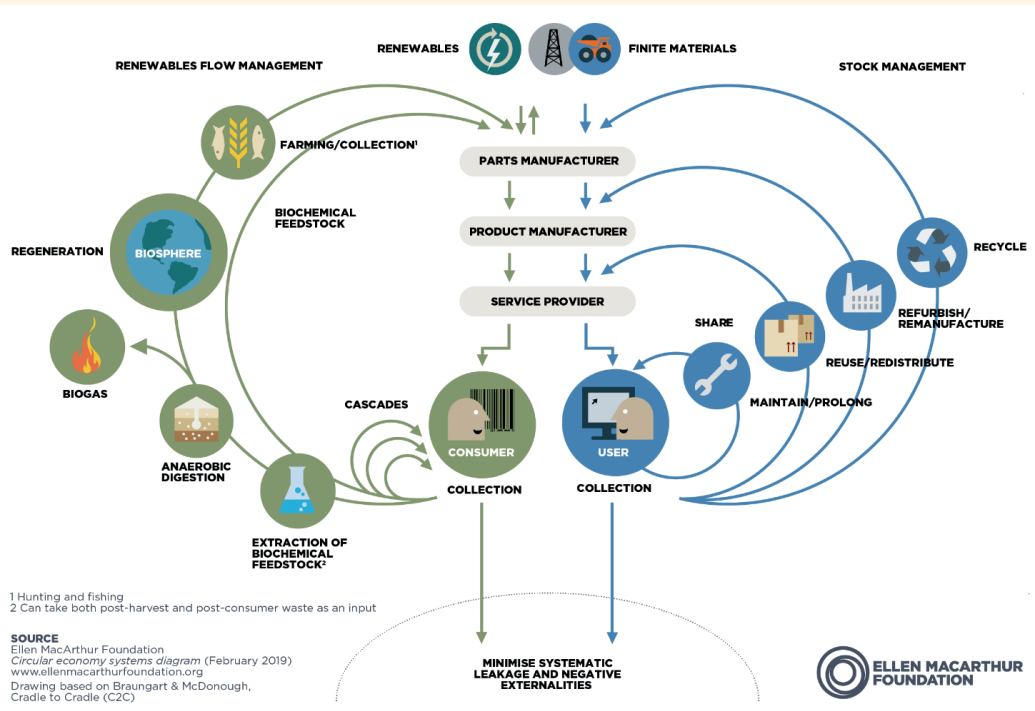 RENEWABLES
FINITE MATERIALS
RENEWABLES FLOW MANAGEMENT
STOCK MANAGEMENT
FARMING/COLLECTION¹
PARTS MANUFACTURER
BIOCHEMICAL
FEEDSTOCK
PRODUCT MANUFACTURER
REGENERATION
BIOSPHERE
RECYCLE
SERVICE PROVIDER
SHARE
REFURBISH/
REMANUFACTURE
REUSE/REDISTRIBUTE
BIOGAS
MAINTAIN/PROLONG
CASCADES
CONSUMER
USER
ANAEROBIC
DIGESTION
COLLECTION
COLLECTION
EXTRACTION OF
BIOCHEMICAL
FEEDSTOCK²
1 Hunting and fishing
2 Can take both post-harvest and post-consumer waste as an input
SOURCE
Ellen MacArthur Foundation
Circular economy systems diagram (February 2019)
www.ellenmacarthurfoundation.org
Drawing based on Braungart & McDonough,
Cradle to Cradle (C2C)
MINIMISE SYSTEMATIC
LEAKAGE AND NEGATIVE
EXTERNALITIES
ELLEN MACARTHUR
FOUNDATION